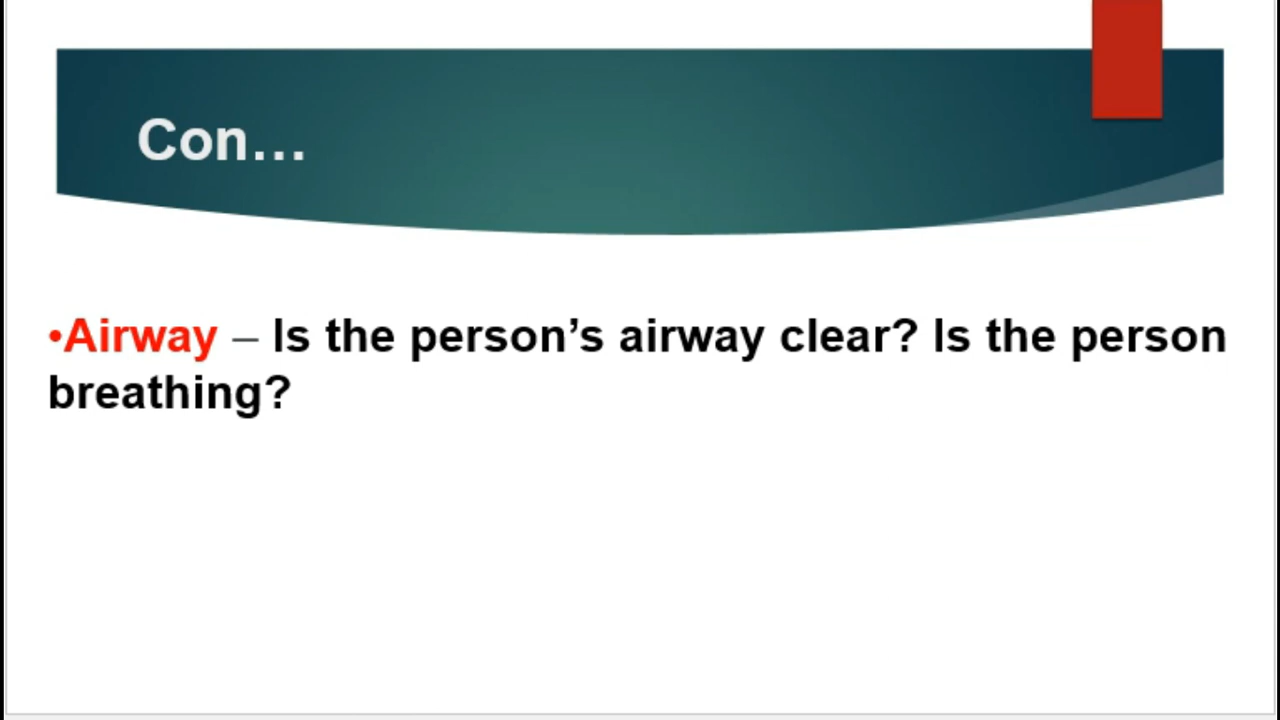 Con…
•Airway – Is the person’s airway clear? Is the person
breathing?